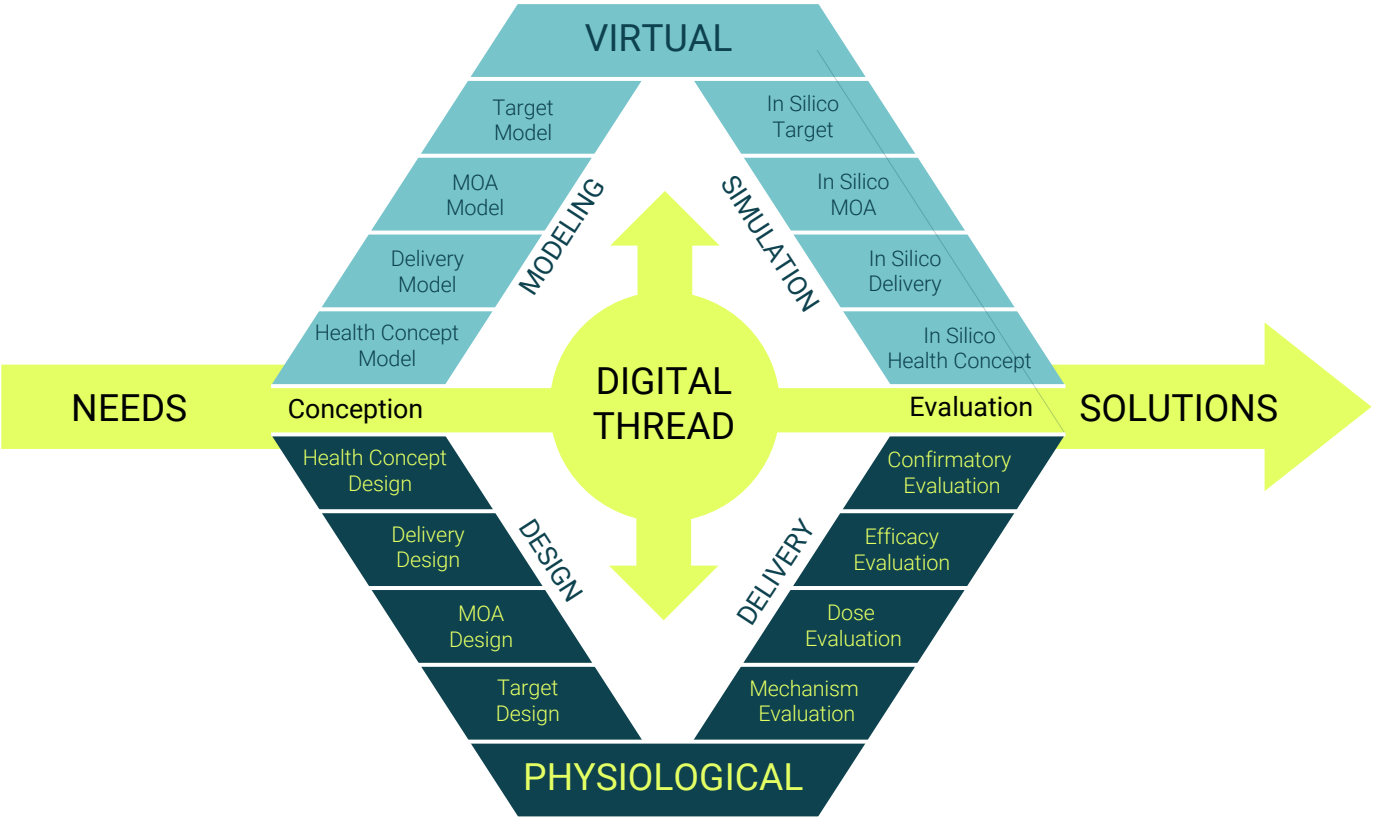 VIRTUAL
Target
Model
MOA
Model
Delivery
Model
Health Concept
Model
MODELING
SIMULATION
In Silico
Target
In Silico
MOA
In Silico
Delivery
In Silico
Health Concept
NEEDS
Conception
DIGITAL
THREAD
Evaluation
SOLUTIONS
Health Concept
Design
Delivery
Design
MOA
Design
Target
Design
DESIGN
DELIVERY
Confirmatory
Evaluation
Efficacy
Evaluation
Dose
Evaluation
Mechanism
Evaluation
PHYSIOLOGICAL